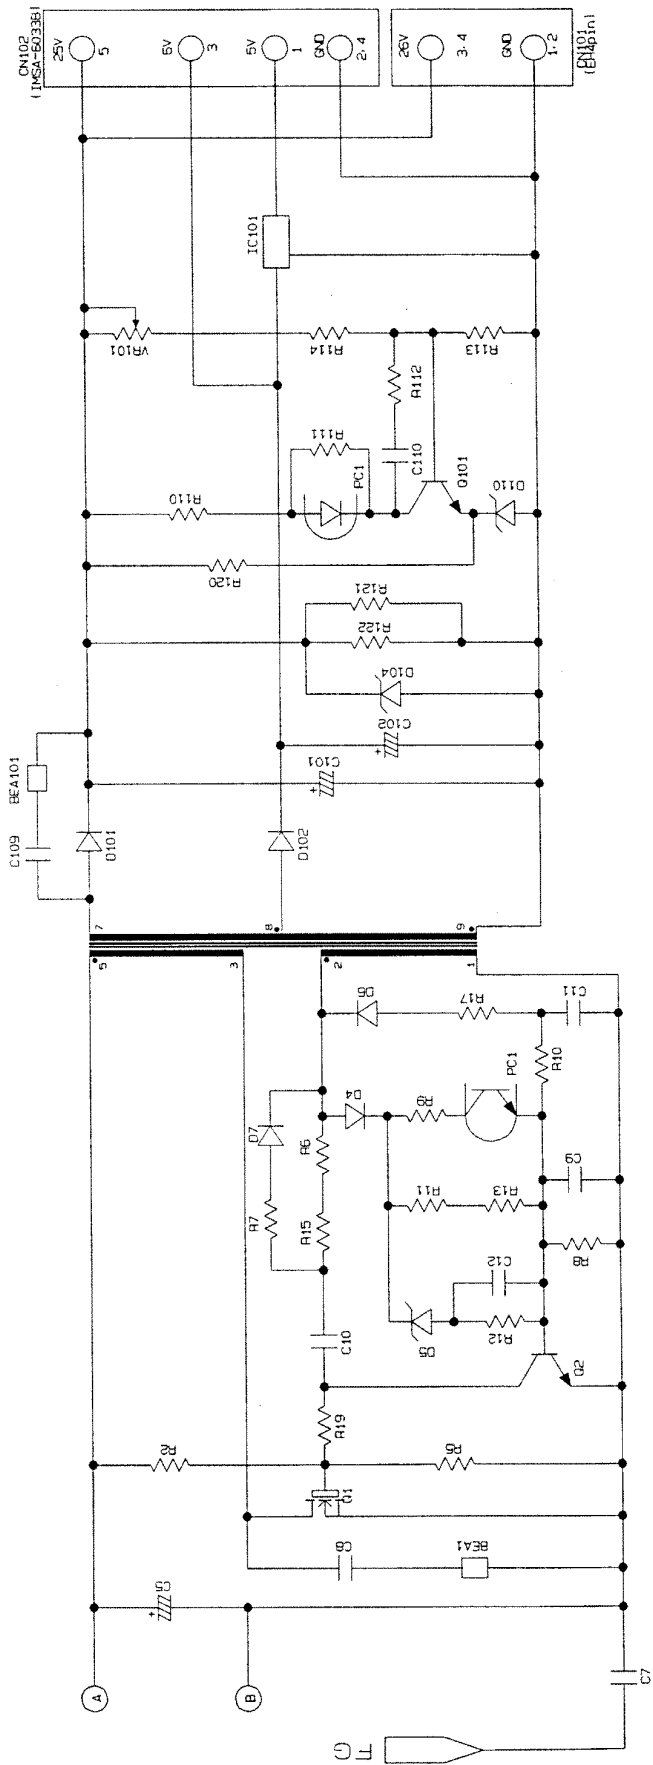 CN102
(IMSA-6033B)
25V
5
6V
3
5V
1
GND
2.4
26V
3.4
GND
1.2
CN101
(EH4pin)
IC101
VR101
R114
R113
R112
R111
C110
PC1
Q101
R110
D110
R120
R121
R122
D104
BEA101
C102
C101
C109
D101
D102
7
8
9
5
3
2
1
D6
R17
C11
R10
D7
D4
R9
PC1
R6
R7
R15
R11
R13
C9
R8
C12
C10
D5
R12
Q2
R19
R2
R5
Q1
C8
BEA1
C5
A
B
C7
FG